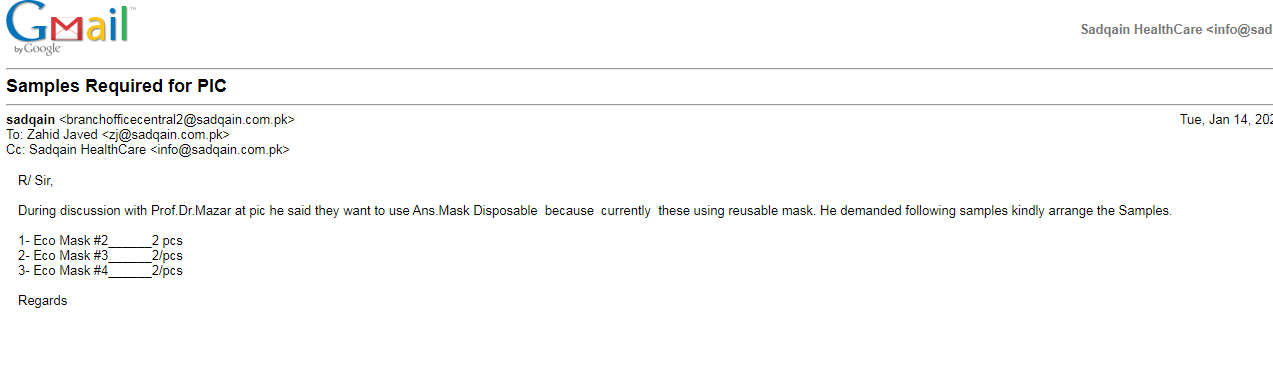 Gmail™
by Google
Sadqain HealthCare <info@sad
Samples Required for PIC
sadqain <branchofficecentral2@sadqain.com.pk>
Tue, Jan 14, 202
To: Zahid Javed <zj@sadqain.com.pk>
Cc: Sadqain HealthCare <info@sadqain.com.pk>
R/ Sir,
During discussion with Prof.Dr.Mazar at pic he said they want to use Ans.Mask Disposable  because  currently  these using reusable mask. He demanded following samples kindly arrange the Samples.
1- Eco Mask #2______2 pcs
2- Eco Mask #3______2/pcs
3- Eco Mask #4______2/pcs
Regards